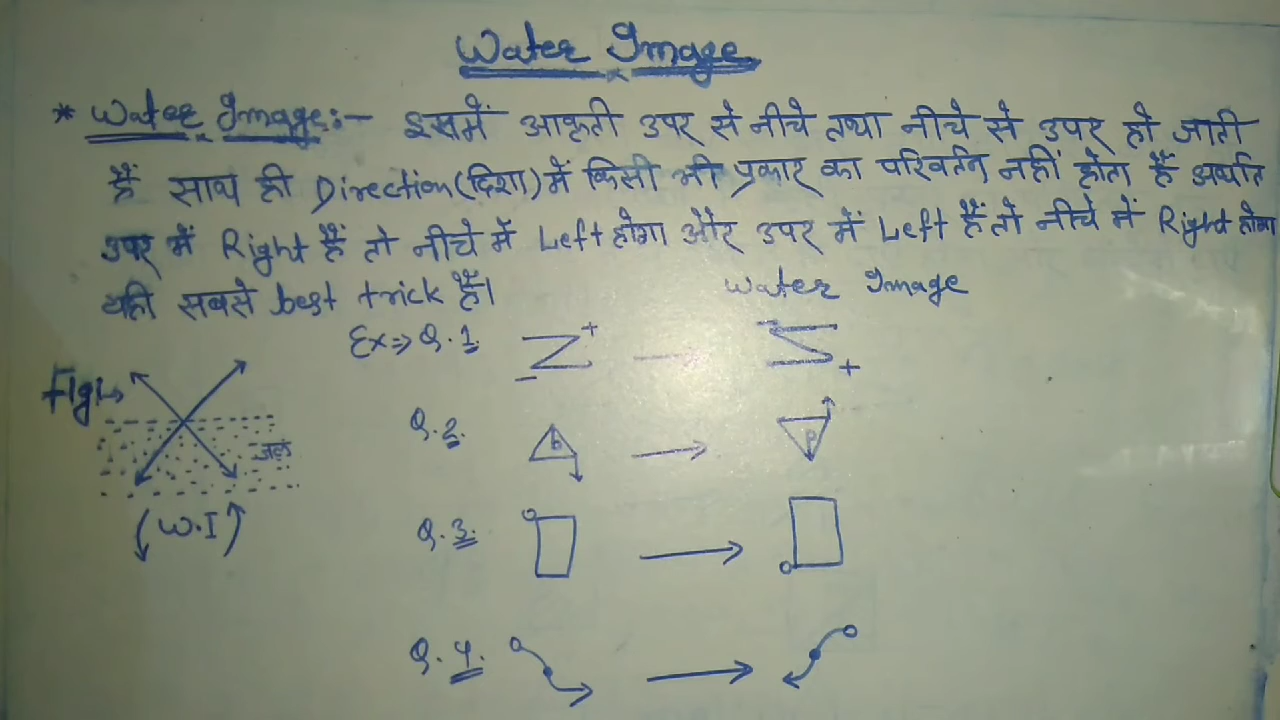 Water Image
* Water Image:- इसमें आकृती उपर से नीचे तथा नीचे से उपर हो जाती
हैं साथ ही Direction(दिशा) में किसी भी प्रकार का परिवर्तन नहीं होता हैं अर्थात
उपर में Right हैं तो नीचे में Left होगा और उपर में Left हैं तो नीचे में Right होगा
यही सबसे best trick हैं।
Water Image
Ex⇒ Q.1. Z + -
+
Fig1→
Q.2. b p
जल
(W.I)
Q.3.
Q.4.